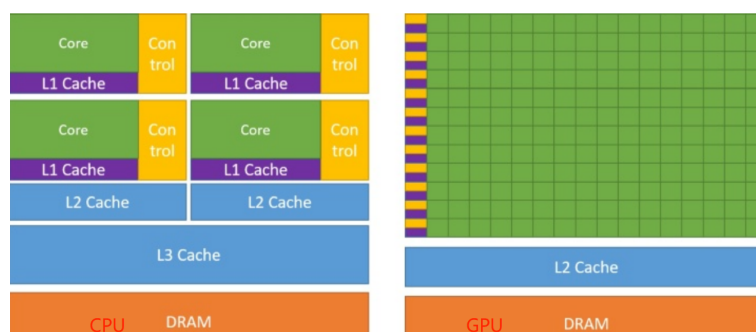 Core
Con
trol
L1 Cache
Core
Con
trol
L1 Cache
Core
Con
trol
L1 Cache
Core
Con
trol
L1 Cache
L2 Cache
L2 Cache
L3 Cache
CPU DRAM
L2 Cache
GPU DRAM